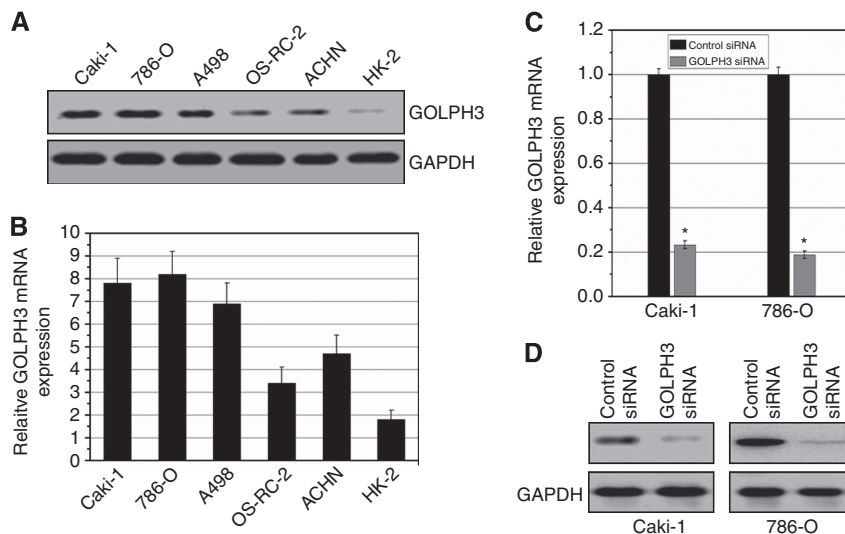 A
Caki-1 786-O A498 OS-RC-2 ACHN HK-2
GOLPH3
GAPDH
B
Relaitve GOLPH3 mRNA
expression
10
9
8
7
6
5
4
3
2
1
0
Caki-1 786-O A498 OS-RC-2 ACHN HK-2
C
Relative GOLPH3 mRNA
expression
1.2
1.0
0.8
0.6
0.4
0.2
0.0
Control siRNA
GOLPH3 siRNA
* *
Caki-1 786-O
D
Control
siRNA
GOLPH3
siRNA
Control
siRNA
GOLPH3
siRNA
GAPDH
Caki-1 786-O